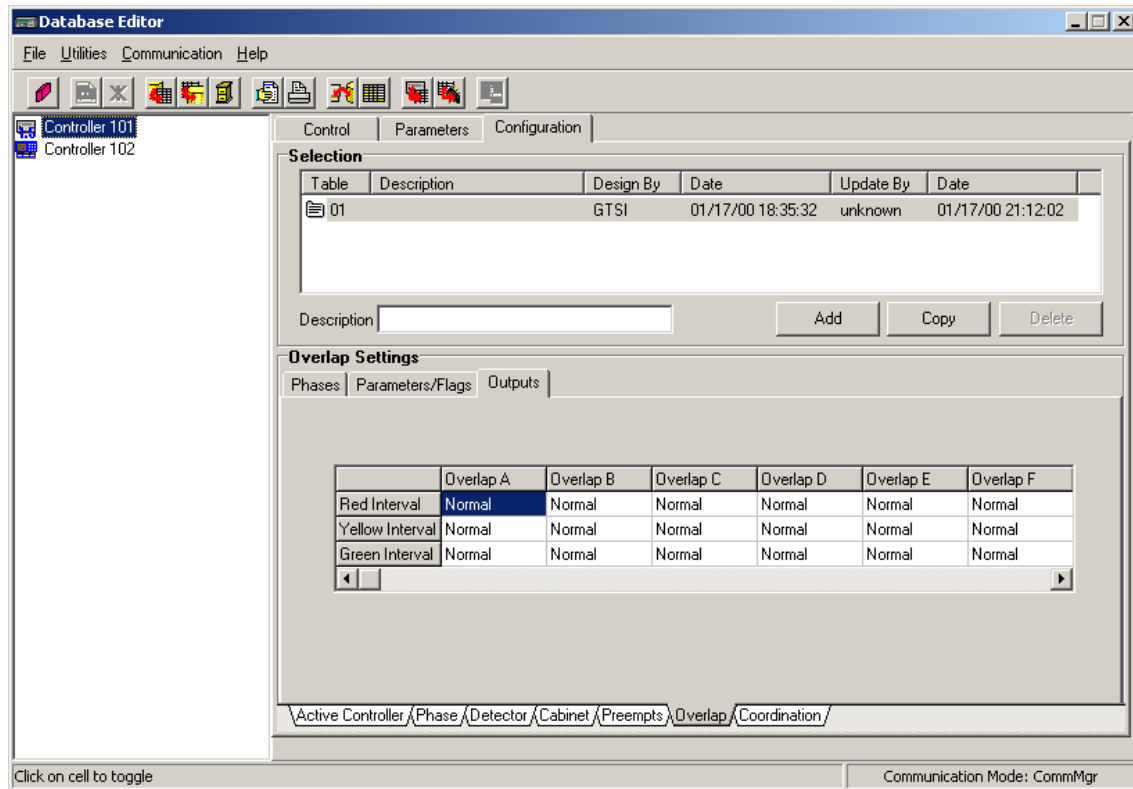 Database Editor
File Utilities Communication Help
Controller 101
Controller 102
Control Parameters Configuration
Selection
Table Description Design By Date Update By Date
01 GTSI 01/17/00 18:35:32 unknown 01/17/00 21:12:02
Description Add Copy Delete
Overlap Settings
Phases Parameters/Flags Outputs
Overlap A Overlap B Overlap C Overlap D Overlap E Overlap F
Red Interval Normal Normal Normal Normal Normal Normal
Yellow Interval Normal Normal Normal Normal Normal Normal
Green Interval Normal Normal Normal Normal Normal Normal
Active Controller Phase Detector Cabinet Preempts Overlap Coordination
Click on cell to toggle Communication Mode: CommMgr